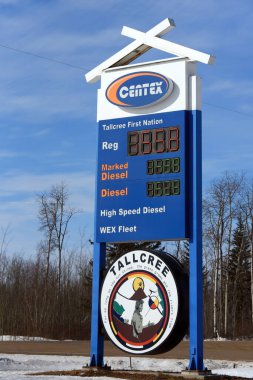 CENTEX
Tallcree First Nation
Reg
Marked
Diesel
Diesel
High Speed Diesel
WEX Fleet
TALLCREE